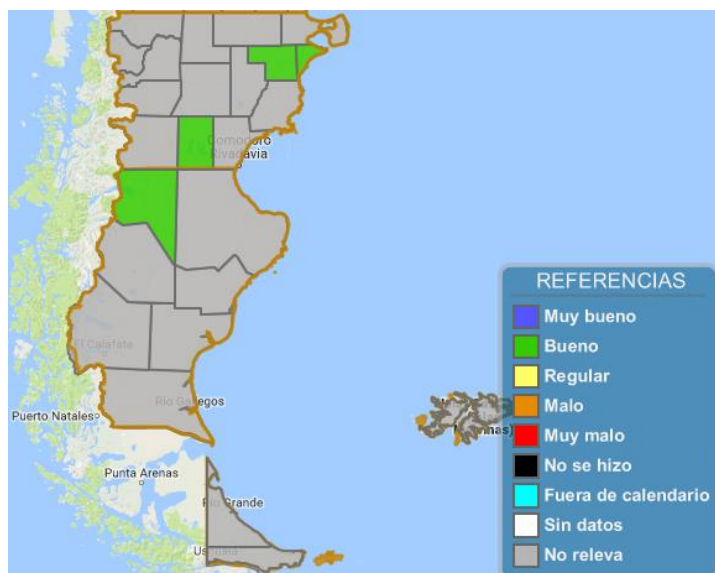 Comodoro
Rivadavia
El Calafate
Río Gallegos
Puerto Natales
Punta Arenas
Río Grande
Ushuaia
REFERENCIAS
Muy bueno
Bueno
Regular
Malo
Muy malo
No se hizo
Fuera de calendario
Sin datos
No releva